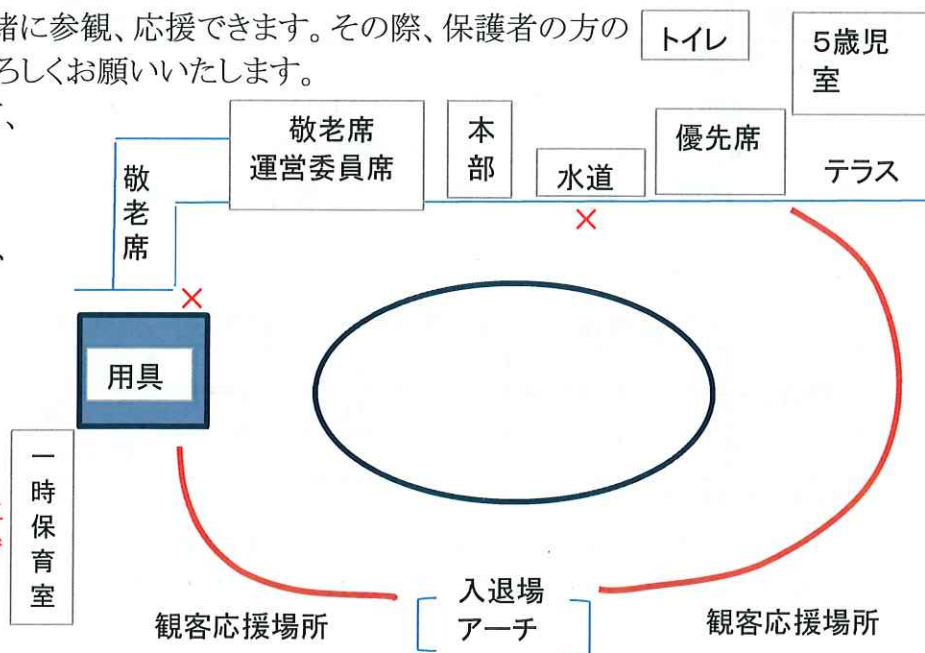 緒に参観、応援できます。その際、保護者の方の
ろしくお願いいたします。
、
、
トイレ
5歳児
室
敬老席
運営委員席
本
部
水道
優先席
テラス
敬
老
席
×
×
用具
一
時
保
育
室
入退場
アーチ
観客応援場所
観客応援場所